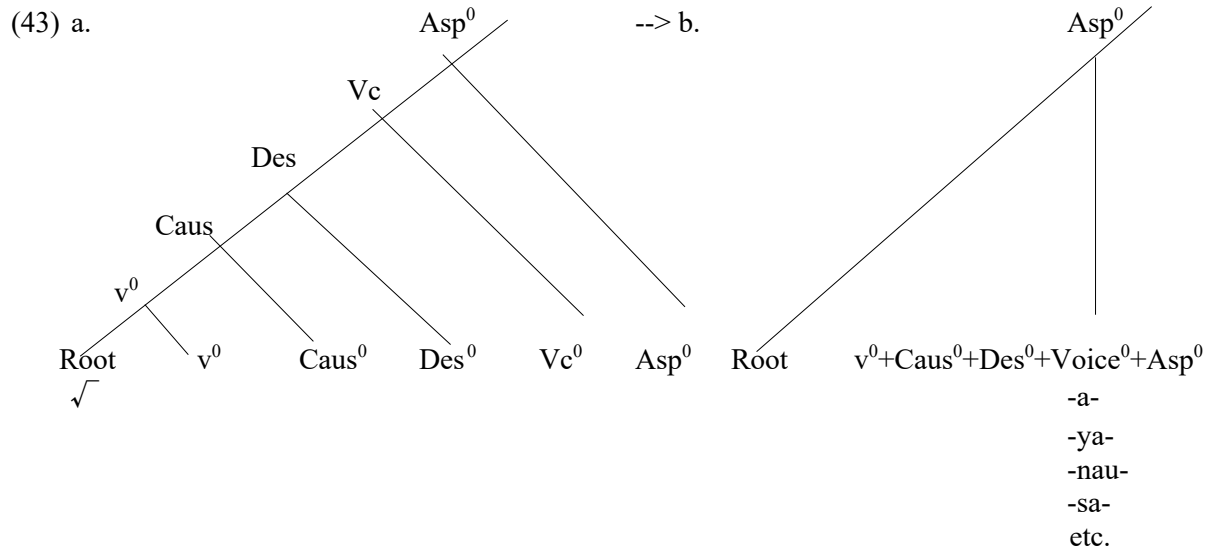 (43) a. Asp⁰ --> b. Asp⁰
Vc
Des
Caus
v⁰
Root v⁰ Caus⁰ Des⁰ Vc⁰ Asp⁰ Root v⁰+Caus⁰+Des⁰+Voice⁰+Asp⁰
√ -a-
-ya-
-nau-
-sa-
etc.